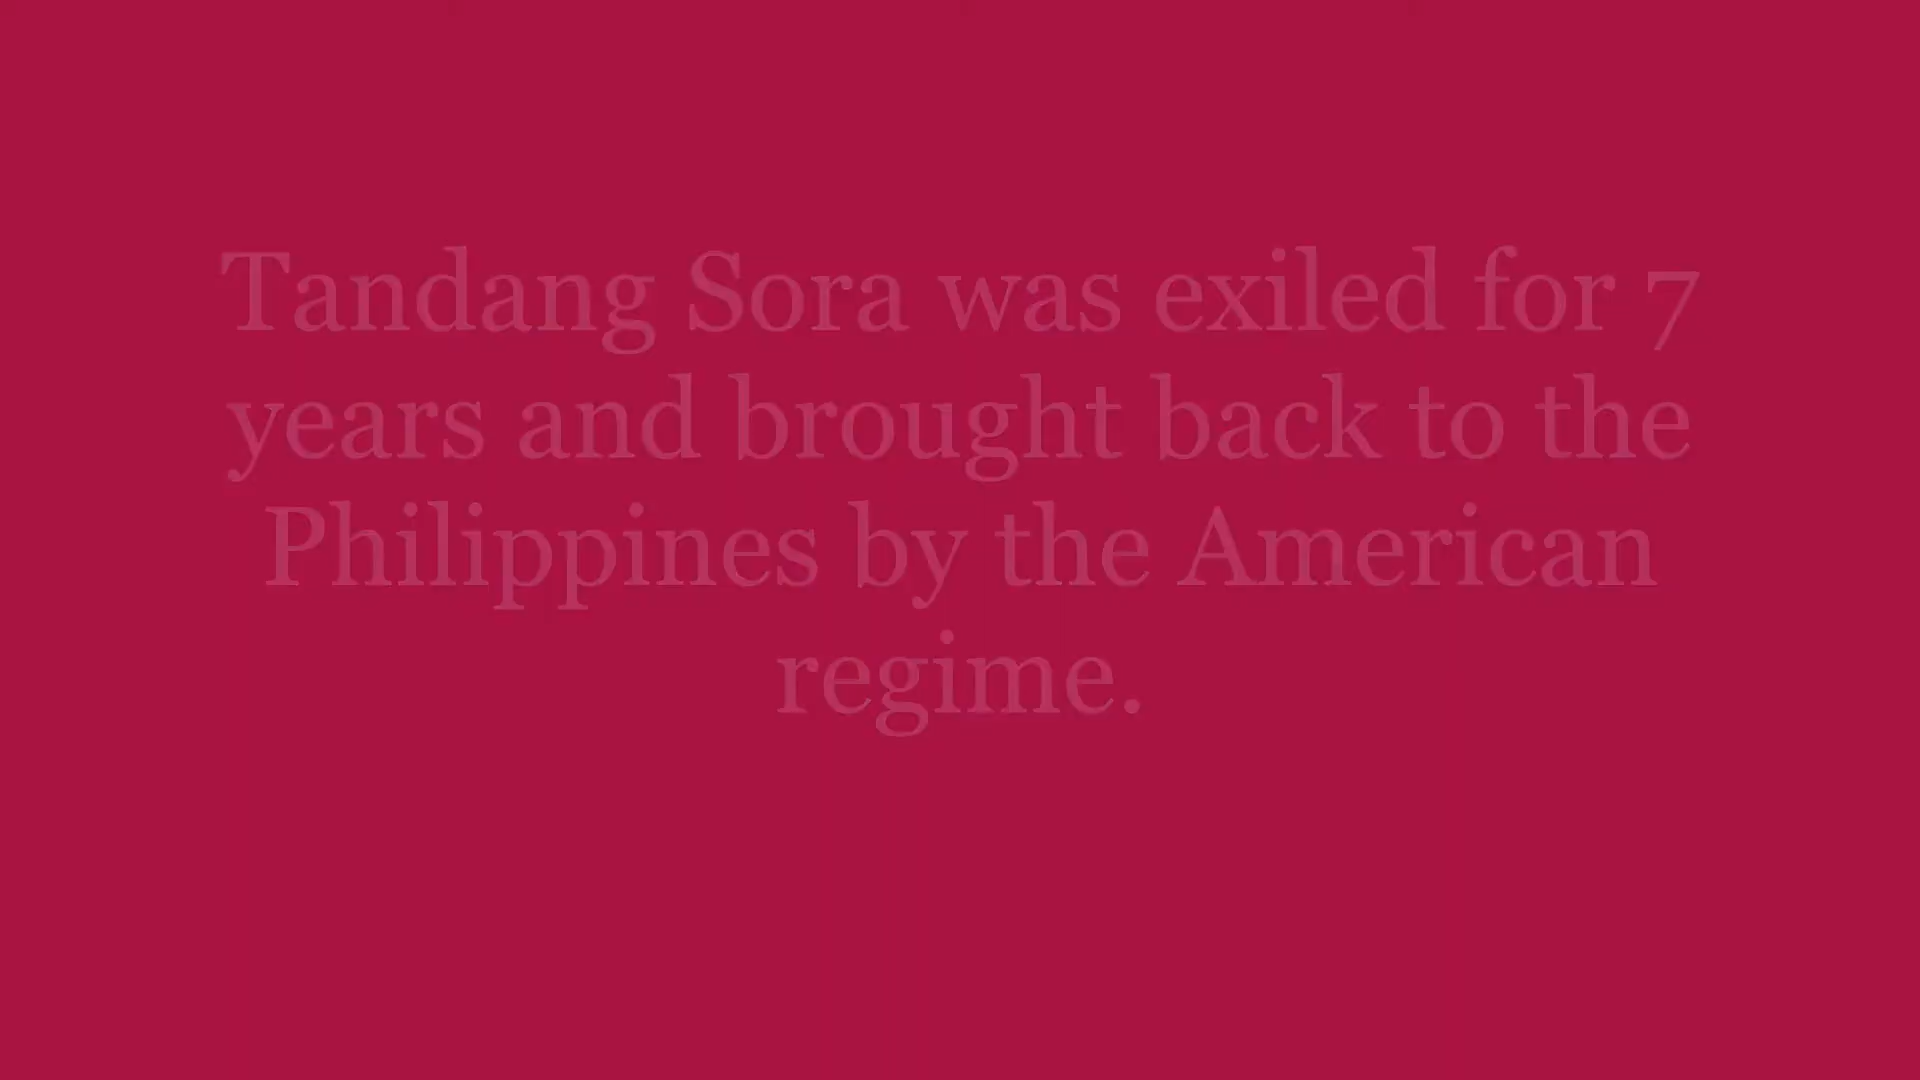 Tandang Sora was exiled for 7
years and brought back to the
Philippines by the American
regime.